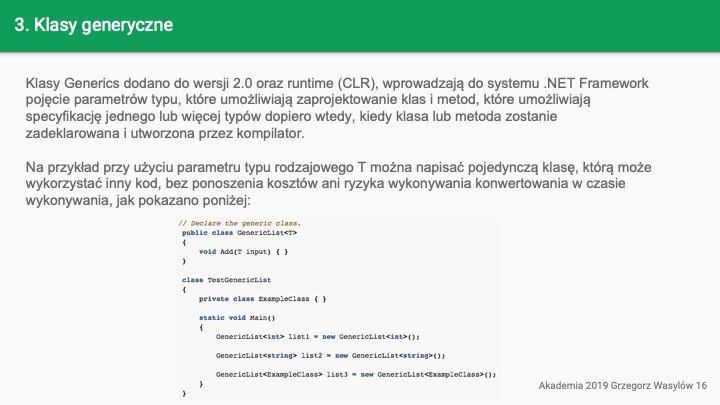 3. Klasy generyczne
Klasy Generics dodano do wersji 2.0 oraz runtime (CLR), wprowadzają do systemu .NET Framework
pojęcie parametrów typu, które umożliwiają zaprojektowanie klas i metod, które umożliwiają
specyfikację jednego lub więcej typów dopiero wtedy, kiedy klasa lub metoda zostanie
zadeklarowana i utworzona przez kompilator.
Na przykład przy użyciu parametru typu rodzajowego T można napisać pojedynczą klasę, którą może
wykorzystać inny kod, bez ponoszenia kosztów ani ryzyka wykonywania konwertowania w czasie
wykonywania, jak pokazano poniżej:
// Declare the generic class.
public class GenericList<T>
{
void Add(T input) { }
}
class TestGenericList
{
private class ExampleClass { }
static void Main()
{
GenericList<int> list1 = new GenericList<int>();
GenericList<string> list2 = new GenericList<string>();
GenericList<ExampleClass> list3 = new GenericList<ExampleClass>();
}
}
Akademia 2019 Grzegorz Wasylów 16